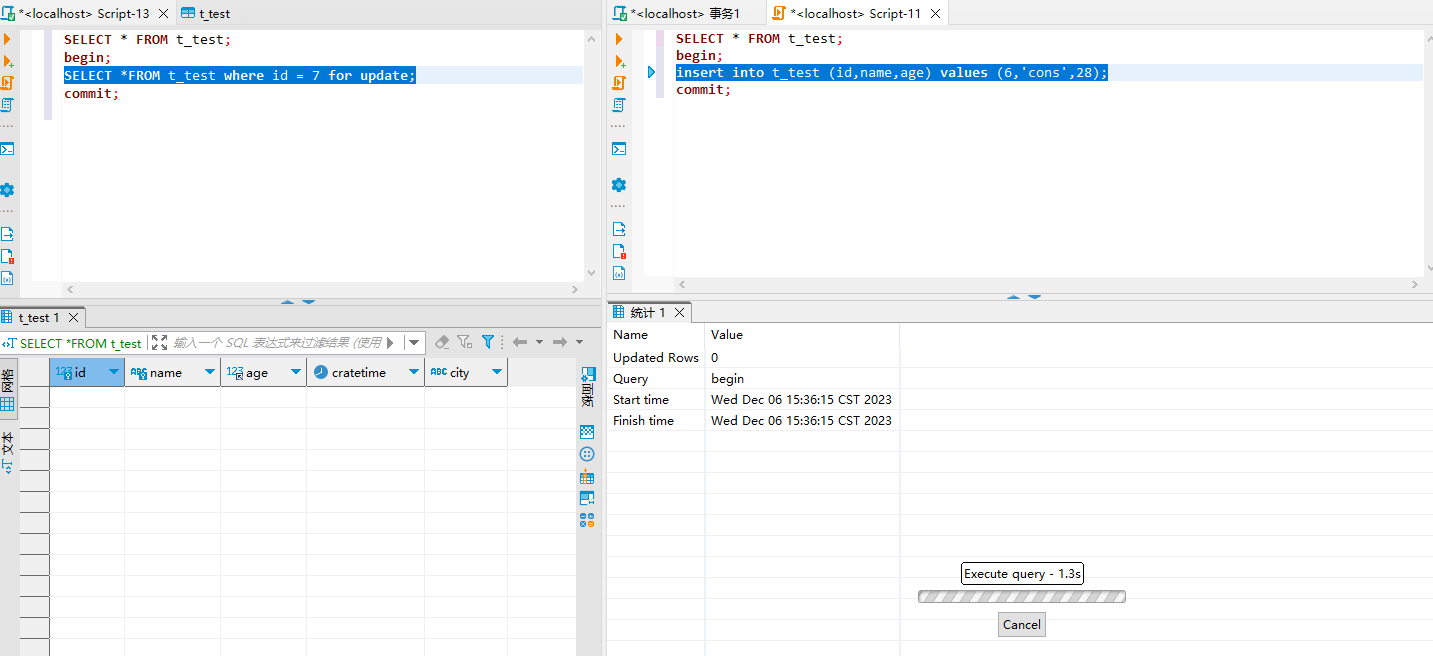 *<localhost> Script-13
t_test
SELECT * FROM t_test;
begin;
SELECT *FROM t_test where id = 7 for update;
commit;
t_test 1
SELECT *FROM t_test
输入一个 SQL 表达式来过滤结果 (使用
网格
文本
123 id
ABC name
123 age
cratetime
ABC city
面板
*<localhost> 事务1
*<localhost> Script-11
SELECT * FROM t_test;
begin;
insert into t_test (id,name,age) values (6,'cons',28);
commit;
统计 1
Name Value
Updated Rows 0
Query begin
Start time Wed Dec 06 15:36:15 CST 2023
Finish time Wed Dec 06 15:36:15 CST 2023
Execute query - 1.3s
Cancel